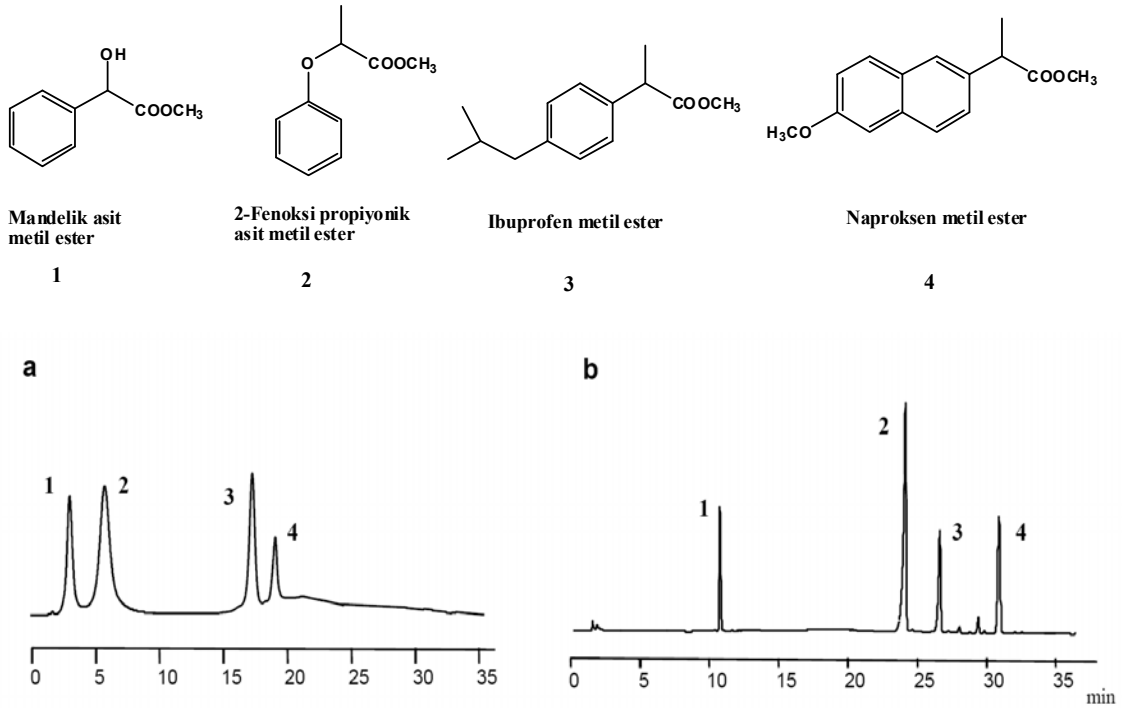 OH
COOCH3
O
COOCH3
COOCH3
H3CO
COOCH3
Mandelik asit
metil ester
1
2-Fenoksi propiyonik
asit metil ester
2
Ibuprofen metil ester
3
Naproksen metil ester
4
a
1
2
3
4
0 5 10 15 20 25 30 35
b
1
2
3
4
0 5 10 15 20 25 30 35
min